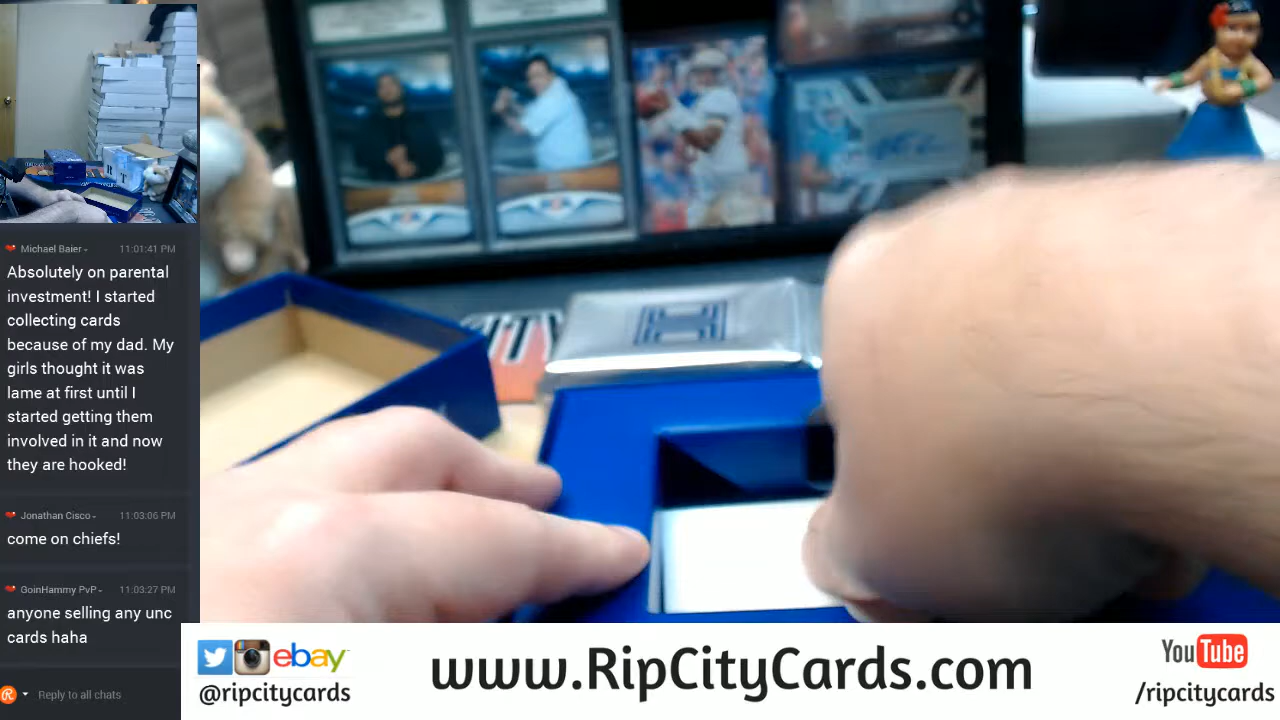 Michael Baier 11:01:41 PM
Absolutely on parental
investment! I started
collecting cards
because of my dad. My
girls thought it was
lame at first until I
started getting them
involved in it and now
they are hooked!
Jonathan Cisco 11:03:06 PM
come on chiefs!
GoinHammy PvP 11:03:27 PM
anyone selling any unc
cards haha
Reply to all chats
ebay
@ripcitycards
www.RipCityCards.com
YouTube
/ripcitycards